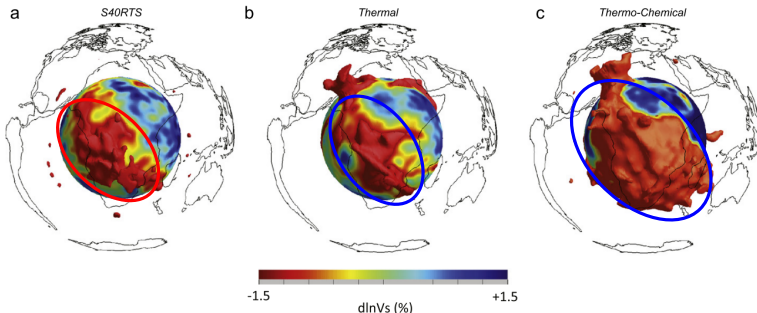 a S40RTS
b Thermal
c Thermo-Chemical
-1.5 +1.5
dlnVs (%)